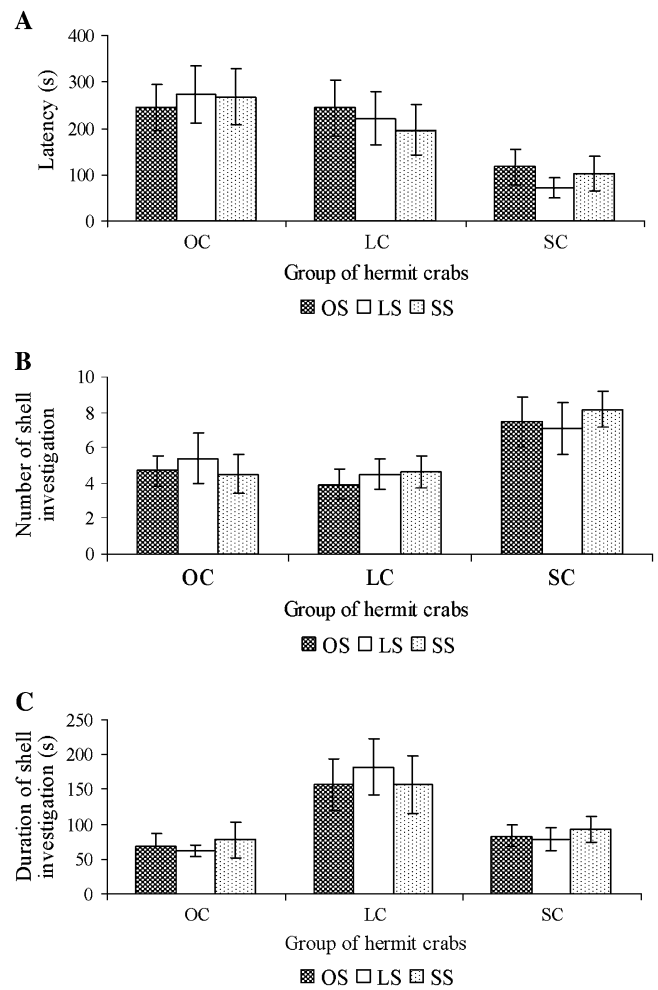 A
400
300
200
100
0
Latency (s)
OC LC SC
Group of hermit crabs
OS LS SS
B
10
8
6
4
2
0
Number of shell
investigation
OC LC SC
Group of hermit crabs
OS LS SS
C
250
200
150
100
50
0
Duration of shell
investigation (s)
OC LC SC
Group of hermit crabs
OS LS SS